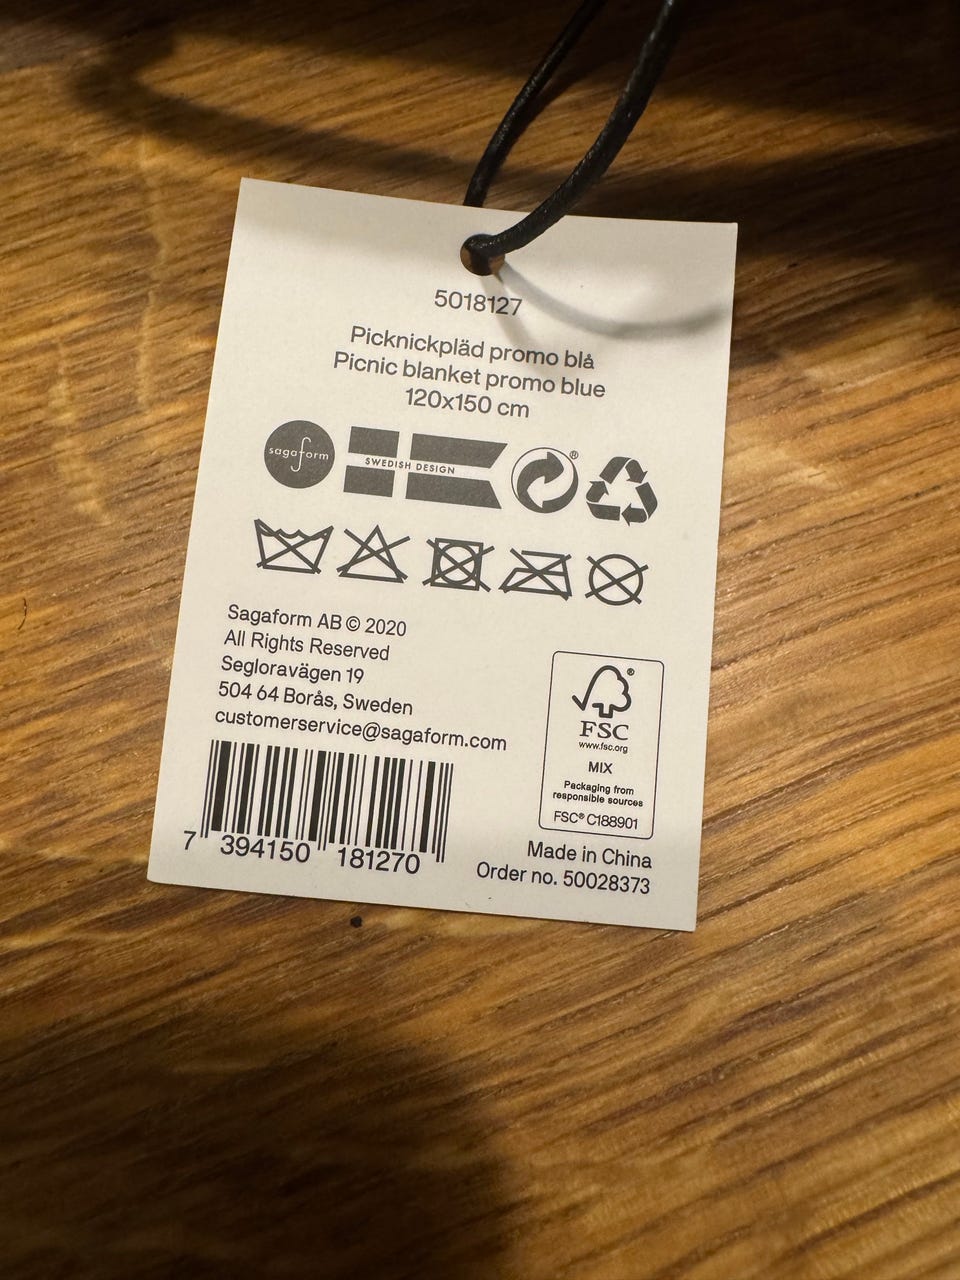 5018127
Picknickpläd promo blå
Picnic blanket promo blue
120x150 cm
sagaform
SWEDISH DESIGN
®
Sagaform AB © 2020
All Rights Reserved
Segloravägen 19
504 64 Borås, Sweden
customerservice@sagaform.com
7 394150 181270
®
FSC
www.fsc.org
MIX
Packaging from
responsible sources
FSC® C188901
Made in China
Order no. 50028373